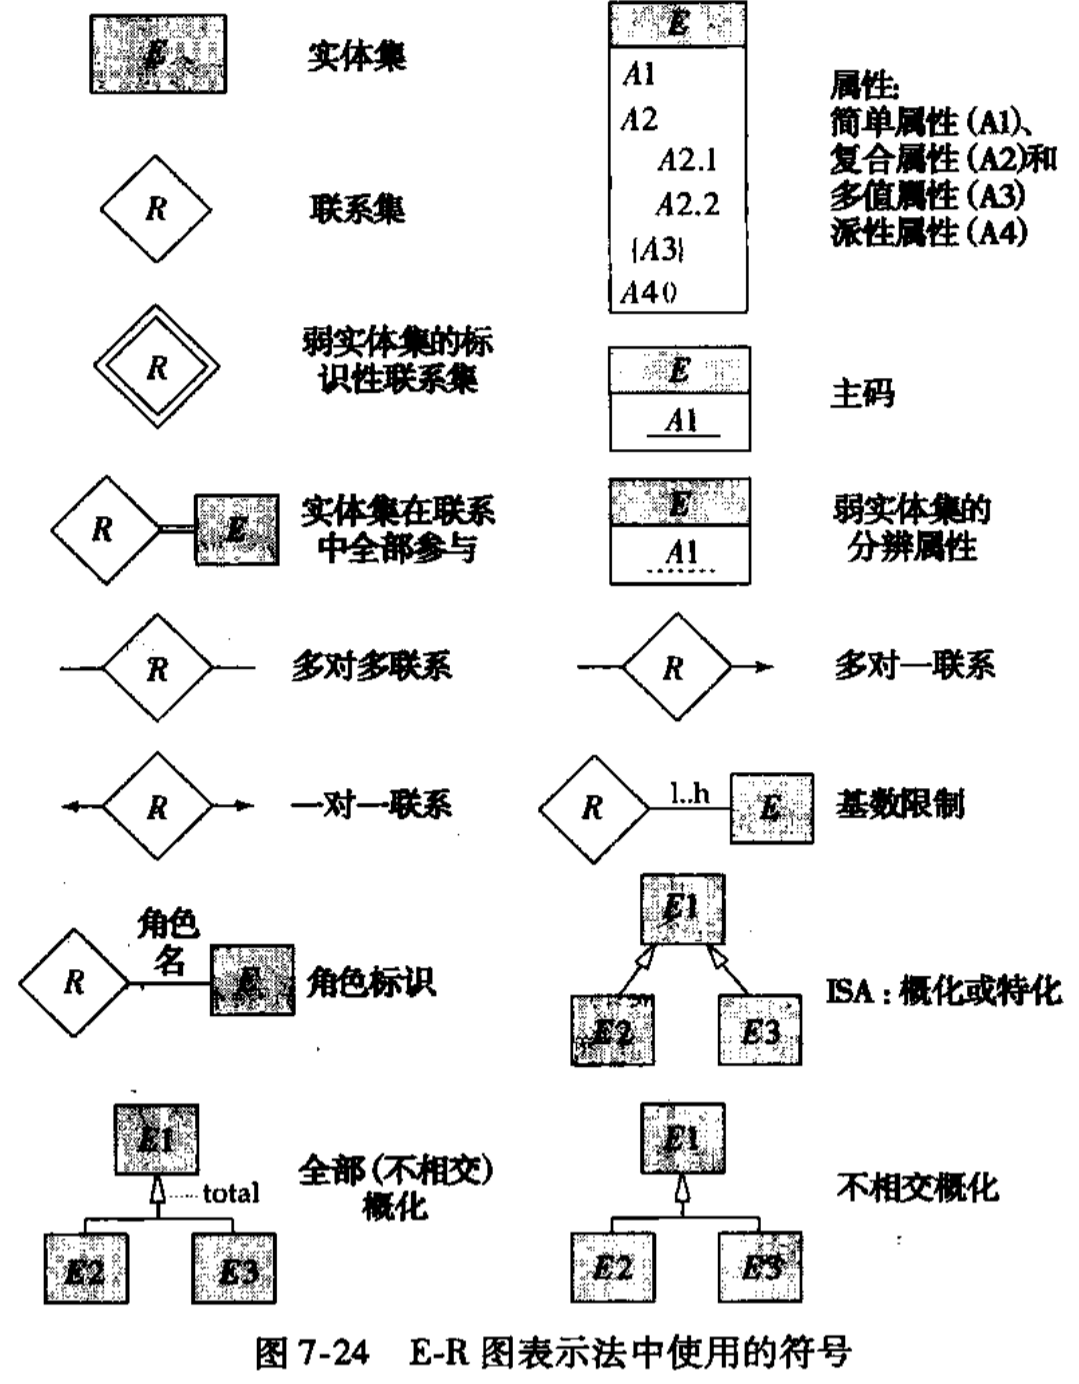 E
实体集
R
联系集
R
弱实体集的标
识性联系集
R
E
实体集在联系
中全部参与
R
多对多联系
R
一对一联系
R
角色
名
E
角色标识
E1
total
E2
E3
全部(不相交)
概化
E
A1
A2
A2.1
A2.2
{A3}
A4()
属性:
简单属性(A1)、
复合属性(A2)和
多值属性(A3)
派性属性(A4)
E
A1
主码
E
A1
弱实体集的
分辨属性
R
多对一联系
R
l..h
E
基数限制
E1
E2
E3
ISA:概化或特化
E1
E2
E3
不相交概化
图 7-24 E-R 图表示法中使用的符号